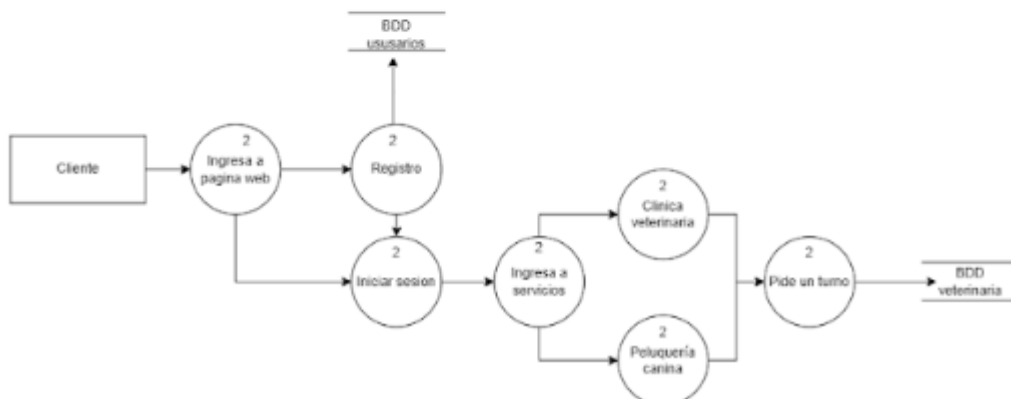 BDD
ususarios
2
Ingresa a
pagina web
2
Registro
Cliente
2
Clinica
veterinaria
2
Iniciar sesion
2
Ingresa a
servicios
2
Pide un turno
BDD
veterinaria
2
Peluquería
canina